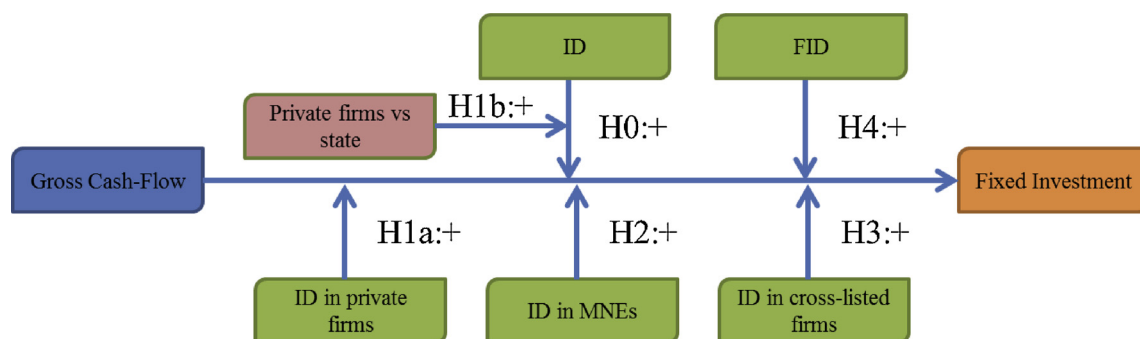 ID
FID
Private firms vs
state
H1b:+
H0:+
H4:+
Gross Cash-Flow
Fixed Investment
H1a:+
H2:+
H3:+
ID in private
firms
ID in MNEs
ID in cross-listed
firms